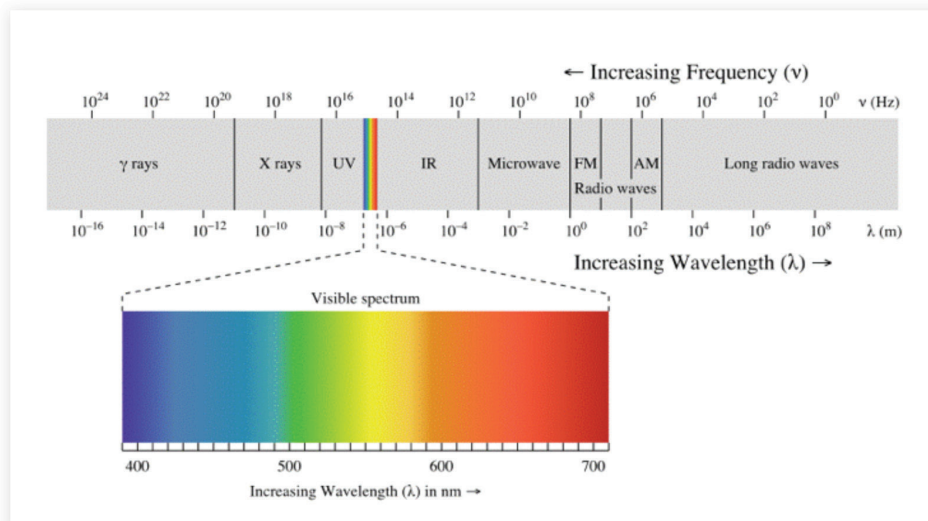 ← Increasing Frequency (ν)
10²⁴ 10²² 10²⁰ 10¹⁸ 10¹⁶ 10¹⁴ 10¹² 10¹⁰ 10⁸ 10⁶ 10⁴ 10² 10⁰ ν (Hz)
γ rays X rays UV IR Microwave FM AM Long radio waves
Radio waves
10⁻¹⁶ 10⁻¹⁴ 10⁻¹² 10⁻¹⁰ 10⁻⁸ 10⁻⁶ 10⁻⁴ 10⁻² 10⁰ 10² 10⁴ 10⁶ 10⁸ λ (m)
Increasing Wavelength (λ) →
Visible spectrum
400 500 600 700
Increasing Wavelength (λ) in nm →